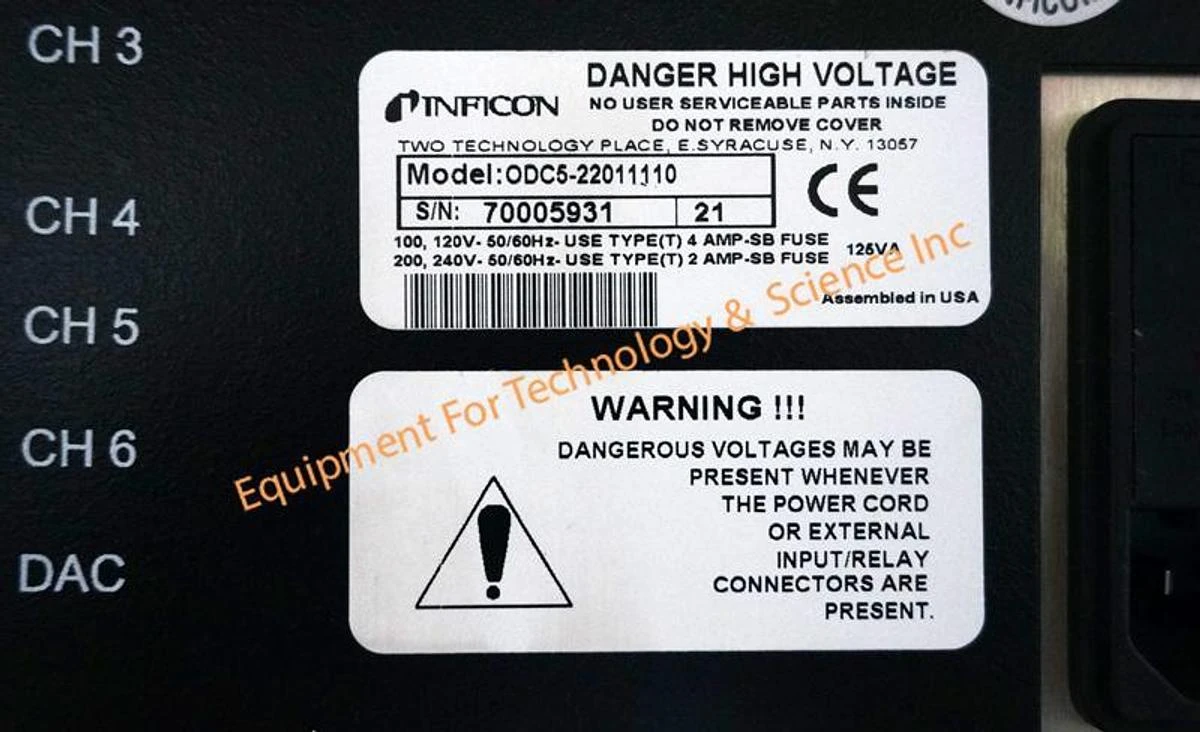 CH 3
CH 4
CH 5
CH 6
DAC
INFICON
DANGER HIGH VOLTAGE
NO USER SERVICEABLE PARTS INSIDE
DO NOT REMOVE COVER
TWO TECHNOLOGY PLACE, E.SYRACUSE, N.Y. 13057
Model:ODC5-22011110
S/N: 70005931 21
CE
100, 120V- 50/60Hz- USE TYPE(T) 4 AMP-SB FUSE
200, 240V- 50/60Hz- USE TYPE(T) 2 AMP-SB FUSE
125VA
Assembled in USA
Equipment For Technology & Science Inc
WARNING !!!
DANGEROUS VOLTAGES MAY BE
PRESENT WHENEVER
THE POWER CORD
OR EXTERNAL
INPUT/RELAY
CONNECTORS ARE
PRESENT.